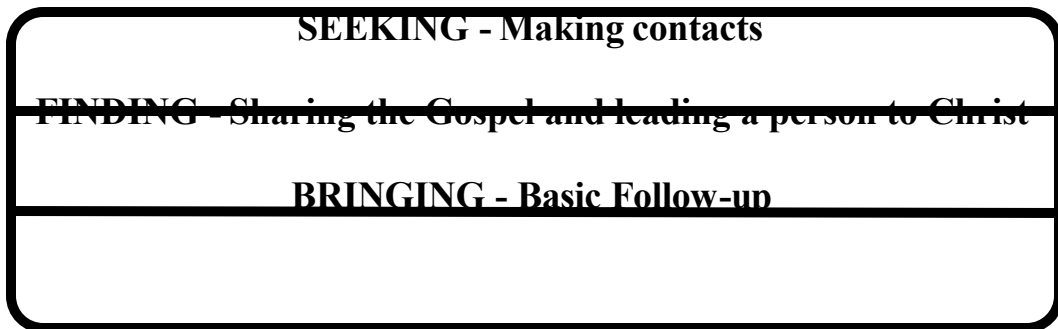 SEEKING - Making contacts
FINDING - Sharing the Gospel and leading a person to Christ
BRINGING - Basic Follow-up